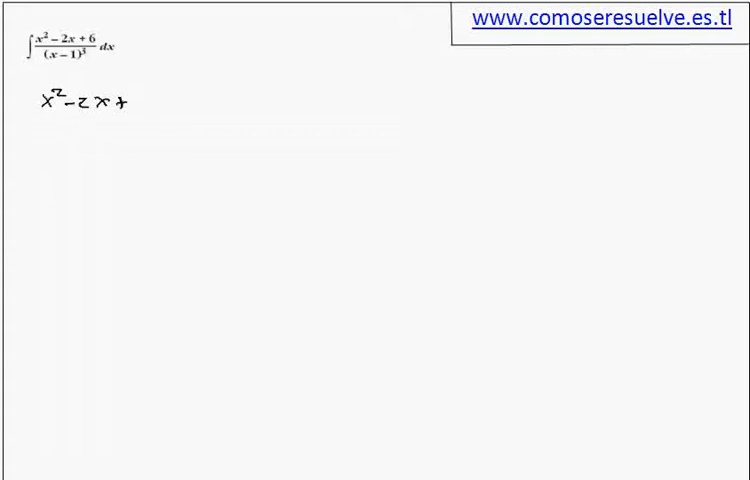 www.comoseresuelve.es.tl
∫ x² – 2x + 6 / (x – 1)³ dx
x² – 2x +